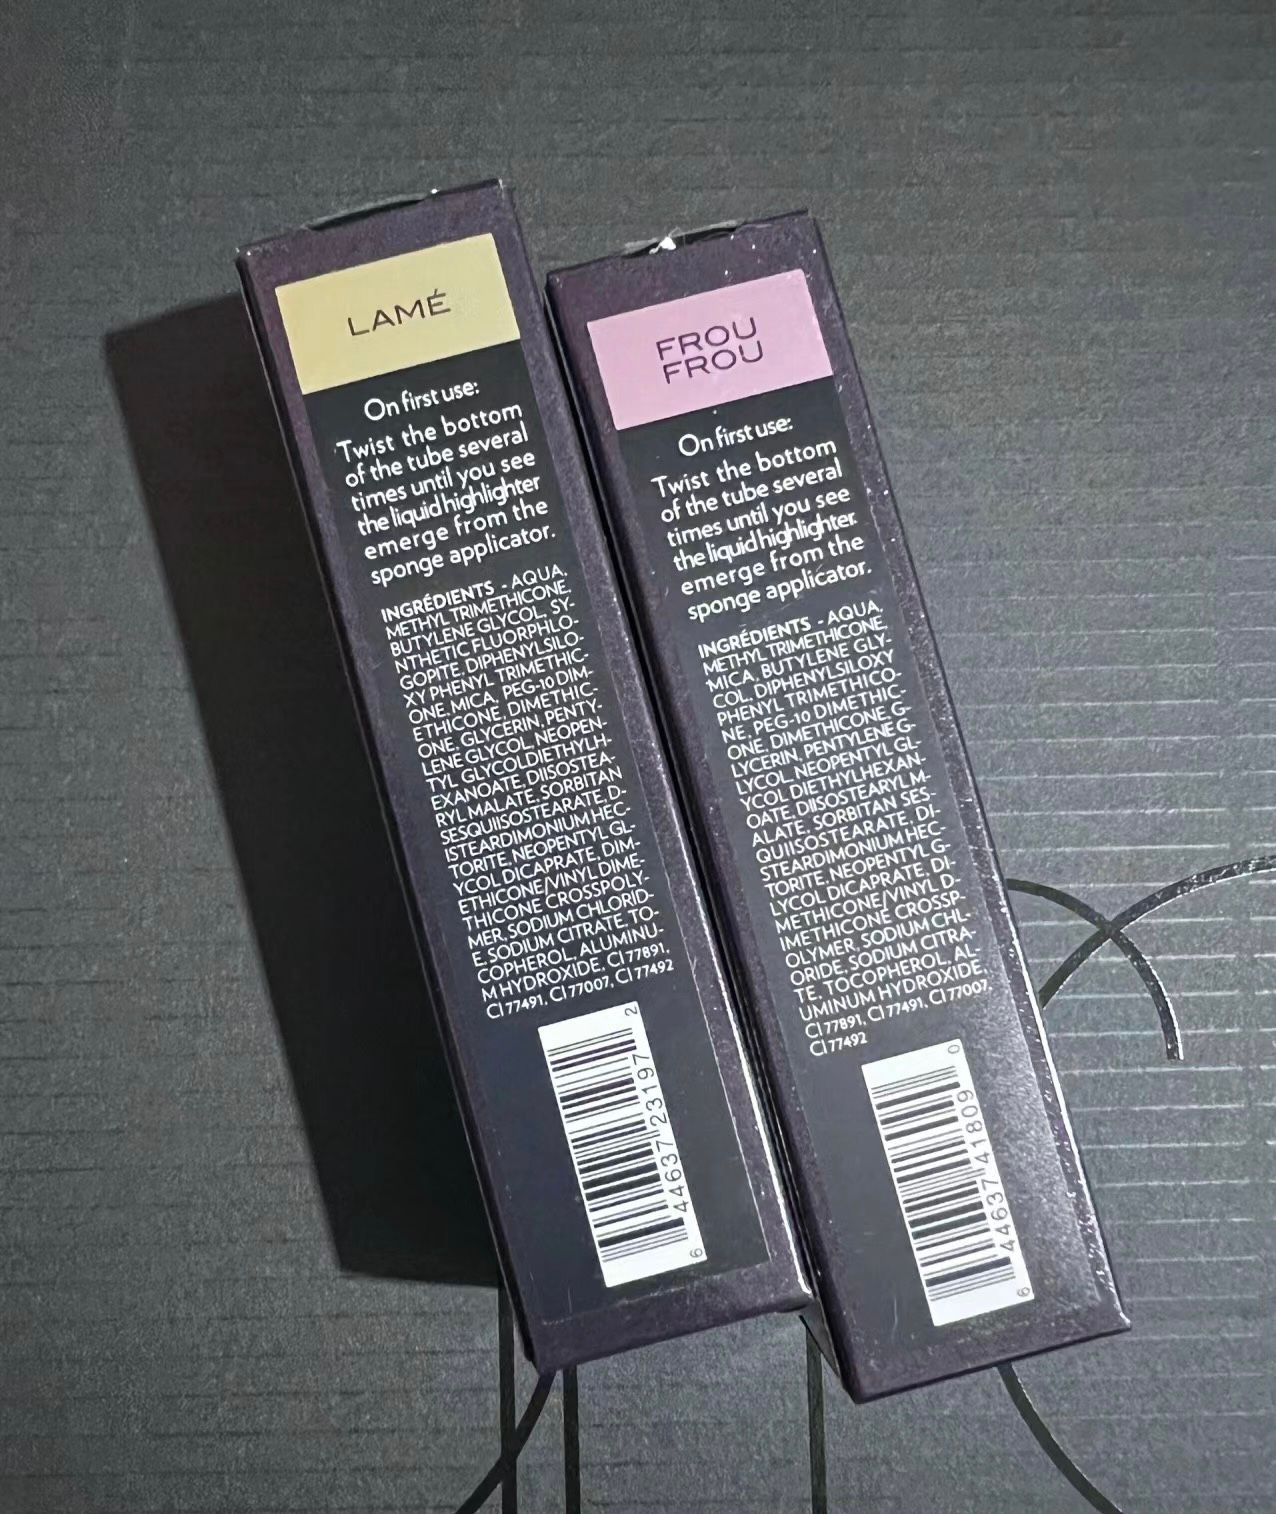 LAMÉ
On first use:
Twist the bottom
of the tube several
times until you see
the liquid highlighter
emerge from the
sponge applicator.
INGRÉDIENTS - AQUA,
METHYL TRIMETHICONE,
BUTYLENE GLYCOL, SY-
NTHETIC FLUORPHLO-
GOPITE, DIPHENYLSILO-
XY PHENYL TRIMETHIC-
ONE, MICA, PEG-10 DIM-
ETHICONE, DIMETHIC-
ONE, GLYCERIN, PENTY-
LENE GLYCOL, NEOPEN-
TYL GLYCOLDIETHYLH-
EXANOATE, DIISOSTEA-
RYL MALATE, SORBITAN
SESQUIISOSTEARATE, D-
ISTEARDIMONIUM HEC-
TORITE, NEOPENTYL GL-
YCOL DICAPRATE, DIM-
ETHICONE/VINYL DIME-
THICONE CROSSPOLY-
MER, SODIUM CHLORID-
E, SODIUM CITRATE, TO-
COPHEROL, ALUMINU-
M HYDROXIDE, CI 77891,
CI 77491, CI 77007, CI 77492
6 44637 23197 2
FROU
FROU
On first use:
Twist the bottom
of the tube several
times until you see
the liquid highlighter
emerge from the
sponge applicator.
INGRÉDIENTS - AQUA,
METHYL TRIMETHICONE,
MICA, BUTYLENE GLY-
COL, DIPHENYLSILOXY
PHENYL TRIMETHICO-
NE, PEG-10 DIMETHIC-
ONE, DIMETHICONE G-
LYCERIN, PENTYLENE G-
LYCOL, NEOPENTYL GL-
YCOL DIETHYLHEXAN-
OATE, DIISOSTEARYL M-
ALATE, SORBITAN SES-
QUIISOSTEARATE, DI-
STEARDIMONIUM HEC-
TORITE, NEOPENTYL G-
LYCOL DICAPRATE, DI-
METHICONE/VINYL D-
IMETHICONE CROSSP-
OLYMER, SODIUM CHL-
ORIDE, SODIUM CITRA-
TE, TOCOPHEROL, AL-
UMINUM HYDROXIDE,
CI 77891, CI 77491, CI 77007,
CI 77492
6 44637 41809 0